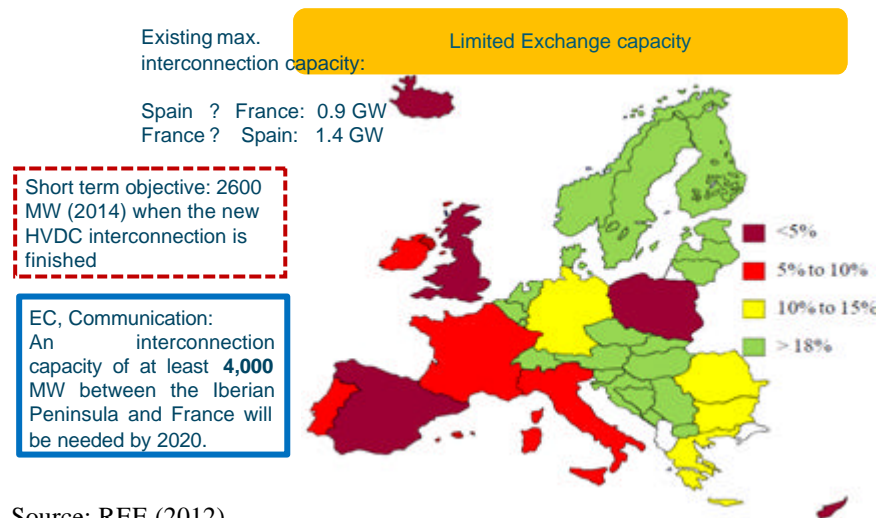 Limited Exchange capacity
Existing max.
interconnection capacity:
Spain ? France: 0.9 GW
France ? Spain: 1.4 GW
Short term objective: 2600
MW (2014) when the new
HVDC interconnection is
finished
EC, Communication:
An interconnection
capacity of at least 4,000
MW between the Iberian
Peninsula and France will
be needed by 2020.
<5%
5% to 10%
10% to 15%
> 18%
Source: REE (2012)